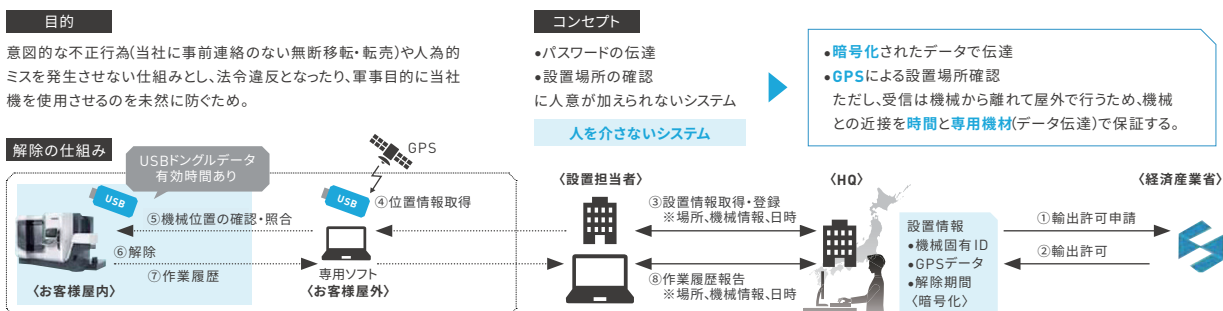 目的
意図的な不正行為(当社に事前連絡のない無断移転・転売)や人為的
ミスを発生させない仕組みとし、法令違反となったり、軍事目的に当社
機を使用させるのを未然に防ぐため。
コンセプト
•パスワードの伝達
•設置場所の確認
に人意が加えられないシステム
人を介さないシステム
•暗号化されたデータで伝達
•GPSによる設置場所確認
ただし、受信は機械から離れて屋外で行うため、機械
との近接を時間と専用機材(データ伝達)で保証する。
解除の仕組み
USBドングルデータ
有効時間あり
USB
⑤機械位置の確認・照合
⑥解除
⑦作業履歴
〈お客様屋内〉
GPS
USB
④位置情報取得
専用ソフト
〈お客様屋外〉
〈設置担当者〉
③設置情報取得・登録
※場所、機械情報、日時
⑧作業履歴報告
※場所、機械情報、日時
〈HQ〉
設置情報
•機械固有ID
•GPSデータ
•解除期間
〈暗号化〉
①輸出許可申請
②輸出許可
〈経済産業省〉